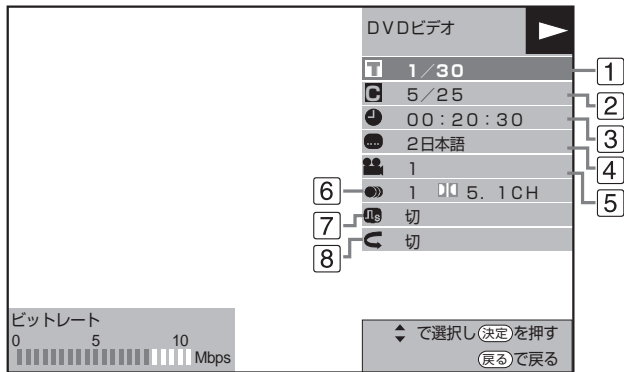 DVDビデオ
T 1/30 1
C 5/25 2
00:20:30 3
2日本語 4
1 5
6 1 5.1CH
7 切
8 切
ビットレート
0 5 10
Mbps
で選択し決定を押す
戻るで戻る